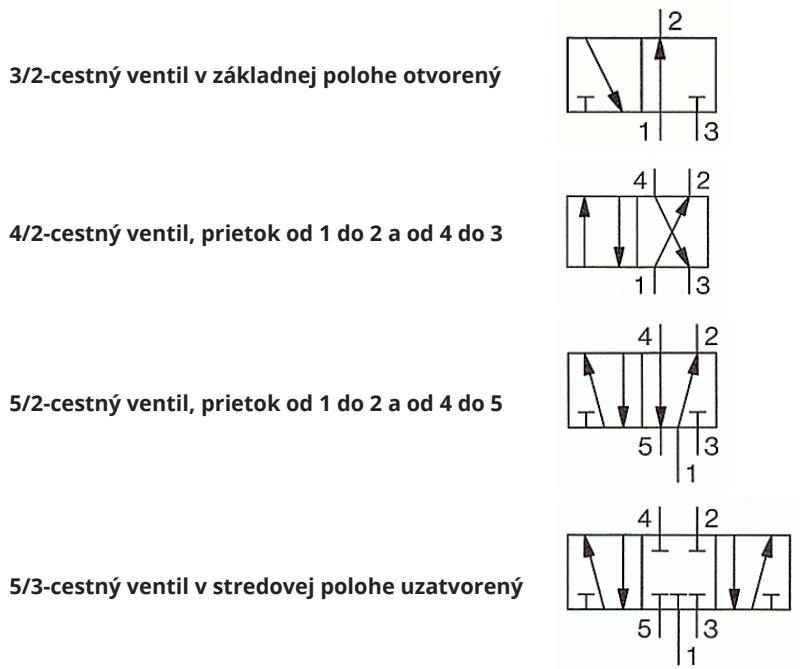 2
3/2-cestný ventil v základnej polohe otvorený
1 3
4 2
4/2-cestný ventil, prietok od 1 do 2 a od 4 do 3
1 3
4 2
5/2-cestný ventil, prietok od 1 do 2 a od 4 do 5
5 3
1
4 2
5/3-cestný ventil v stredovej polohe uzatvorený
5 3
1